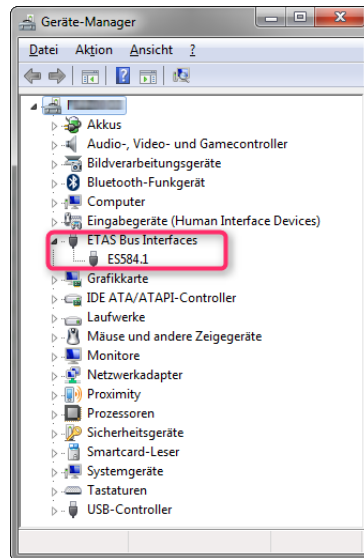 Geräte-Manager
Datei Aktion Ansicht ?
Akkus
Audio-, Video- und Gamecontroller
Bildverarbeitungsgeräte
Bluetooth-Funkgerät
Computer
Eingabegeräte (Human Interface Devices)
ETAS Bus Interfaces
ES584.1
Grafikkarte
IDE ATA/ATAPI-Controller
Laufwerke
Mäuse und andere Zeigegeräte
Monitore
Netzwerkadapter
Proximity
Prozessoren
Sicherheitsgeräte
Smartcard-Leser
Systemgeräte
Tastaturen
USB-Controller